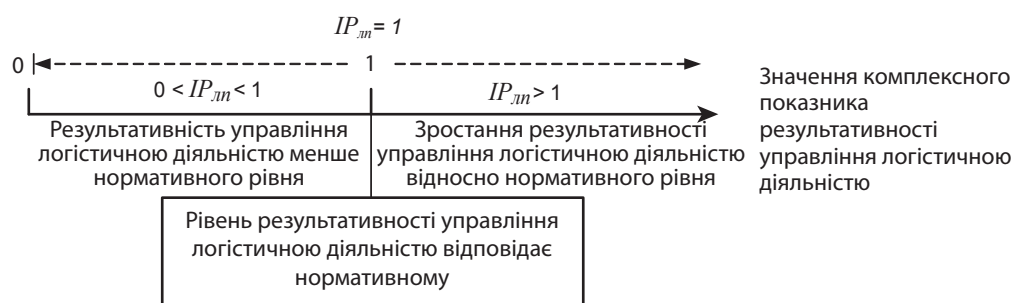 IPлп = 1
0
1
0 < IPлп < 1
IPлп > 1
Результативність управління
логістичною діяльністю менше
нормативного рівня
Зростання результативності
управління логістичною діяльністю
відносно нормативного рівня
Значення комплексного
показника
результативності
управління логістичною
діяльністю
Рівень результативності управління
логістичною діяльністю відповідає
нормативному